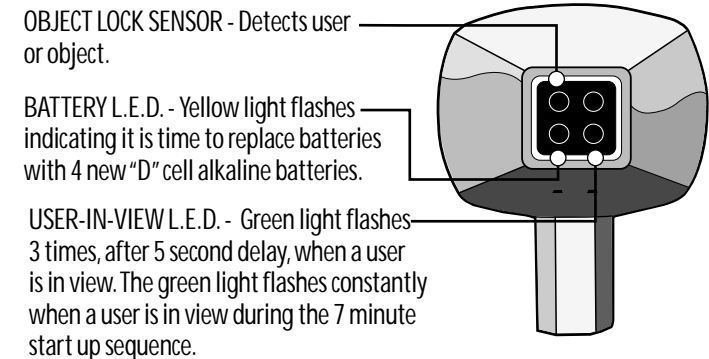 OBJECT LOCK SENSOR - Detects user
or object.
BATTERY L.E.D. - Yellow light flashes
indicating it is time to replace batteries
with 4 new "D" cell alkaline batteries.
USER-IN-VIEW L.E.D. - Green light flashes
3 times, after 5 second delay, when a user
is in view. The green light flashes constantly
when a user is in view during the 7 minute
start up sequence.